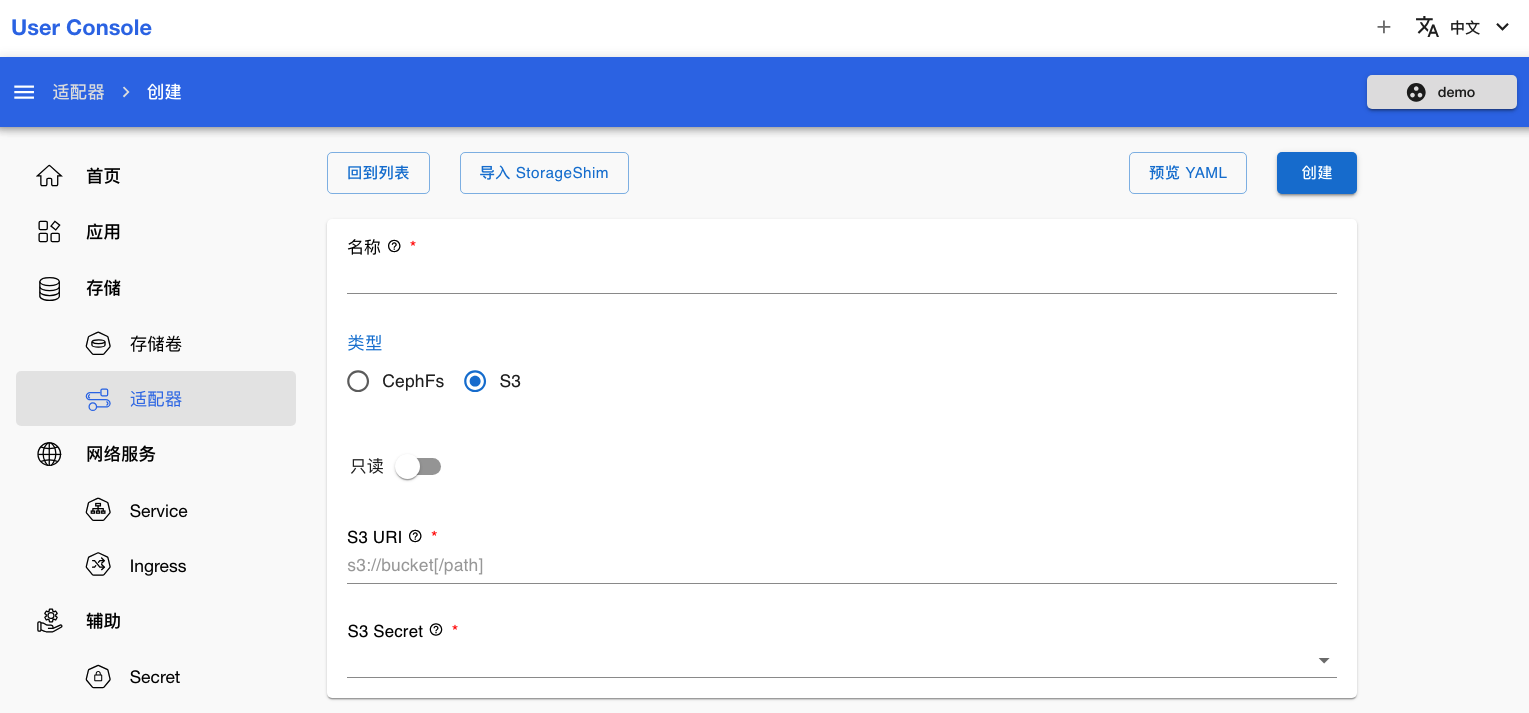 User Console
中文
适配器 创建
demo
首页
应用
存储
存储卷
适配器
网络服务
Service
Ingress
辅助
Secret
回到列表 导入 StorageShim 预览 YAML 创建
名称 *
类型
CephFs S3
只读
S3 URI *
s3://bucket[/path]
S3 Secret *